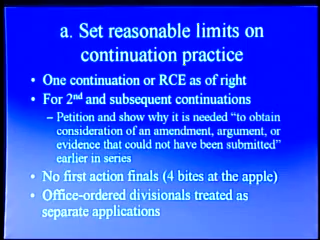 a. Set reasonable limits on
continuation practice
• One continuation or RCE as of right
• For 2nd and subsequent continuations
– Petition and show why it is needed “to obtain
consideration of an amendment, argument, or
evidence that could not have been submitted”
earlier in series
• No first action finals (4 bites at the apple)
• Office-ordered divisionals treated as
separate applications